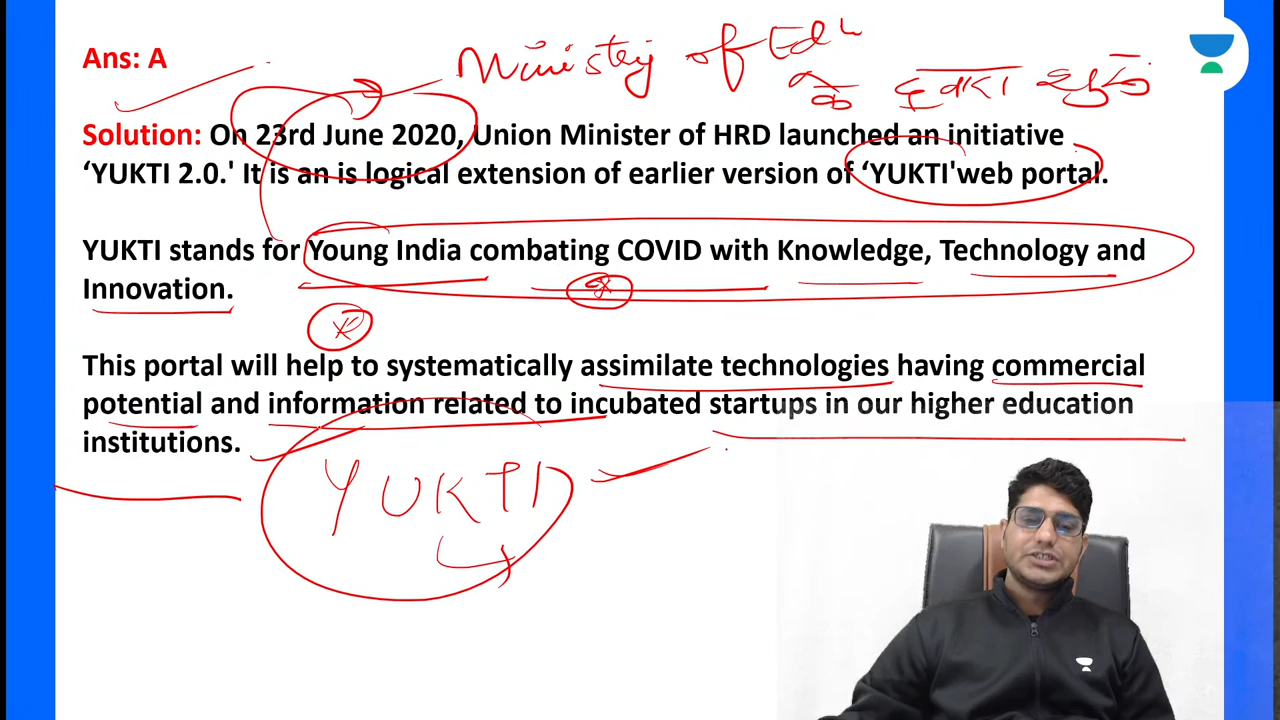 Ministry of Edu
Ans: A
Solution: On 23rd June 2020, Union Minister of HRD launched an initiative
‘YUKTI 2.0.' It is an is logical extension of earlier version of ‘YUKTI'web portal.
YUKTI stands for Young India combating COVID with Knowledge, Technology and
Innovation.
This portal will help to systematically assimilate technologies having commercial
potential and information related to incubated startups in our higher education
institutions.
YUKTI